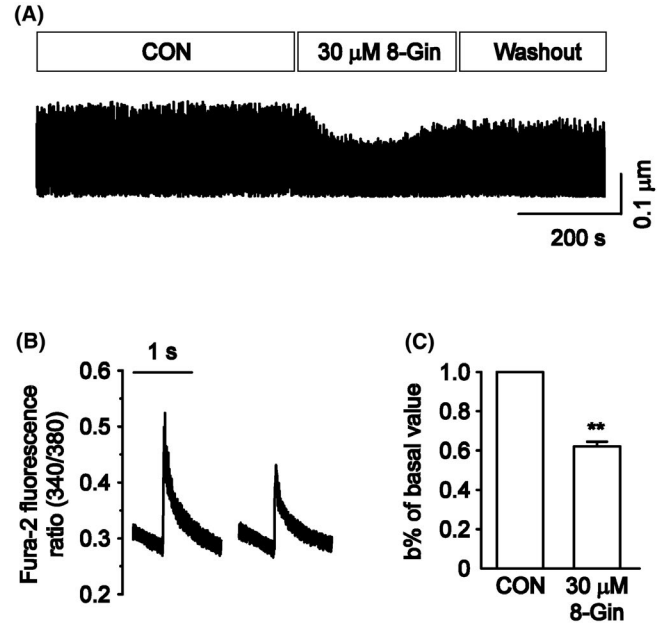 (A)
CON
30 μM 8-Gin
Washout
0.1 μm
200 s
(B)
1 s
Fura-2 fluorescence
ratio (340/380)
0.6
0.5
0.4
0.3
0.2
(C)
b% of basal value
1.0
0.8
0.6
0.4
0.2
0
**
CON
30 μM
8-Gin